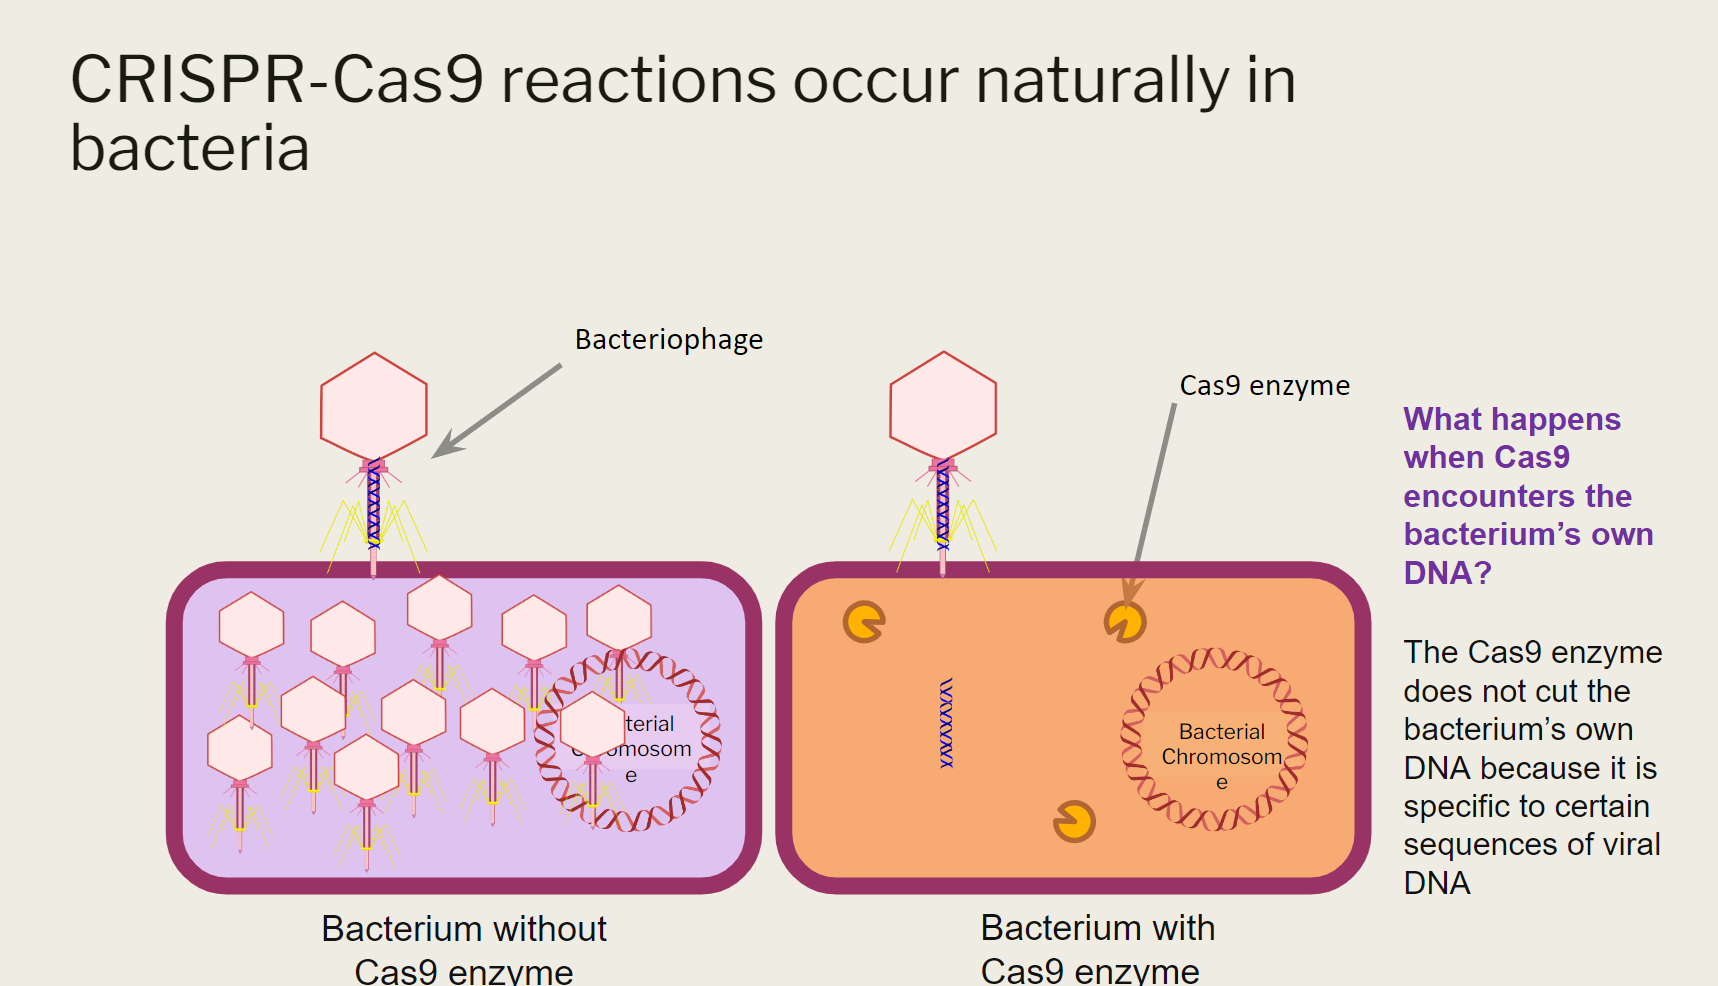 CRISPR-Cas9 reactions occur naturally in
bacteria
Bacteriophage
Cas9 enzyme
What happens
when Cas9
encounters the
bacterium’s own
DNA?
The Cas9 enzyme
does not cut the
bacterium’s own
DNA because it is
specific to certain
sequences of viral
DNA
terial
omosom
e
Bacterial
Chromosom
e
Bacterium without
Cas9 enzyme
Bacterium with
Cas9 enzyme